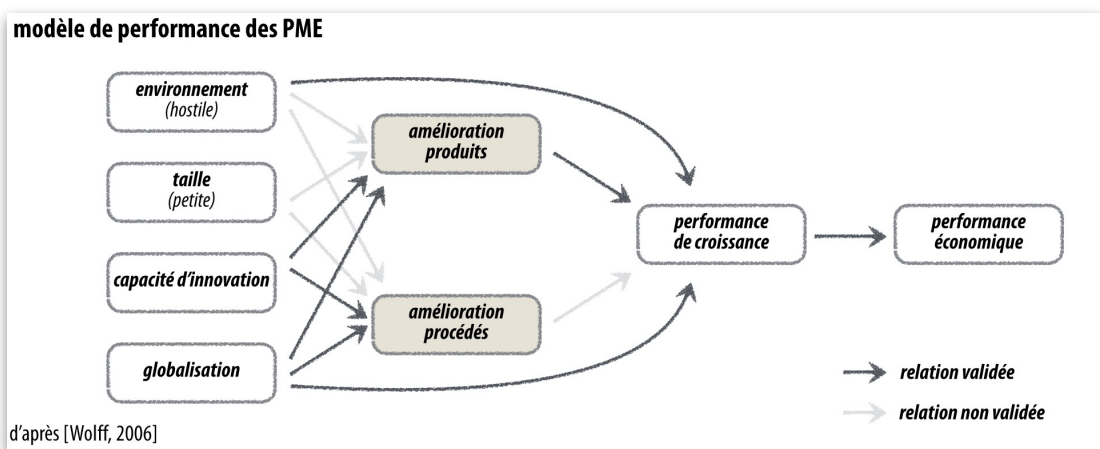 modèle de performance des PME
environnement
(hostile)
taille
(petite)
capacité d'innovation
globalisation
amélioration
produits
amélioration
procédés
performance
de croissance
performance
économique
relation validée
relation non validée
d'après [Wolff, 2006]